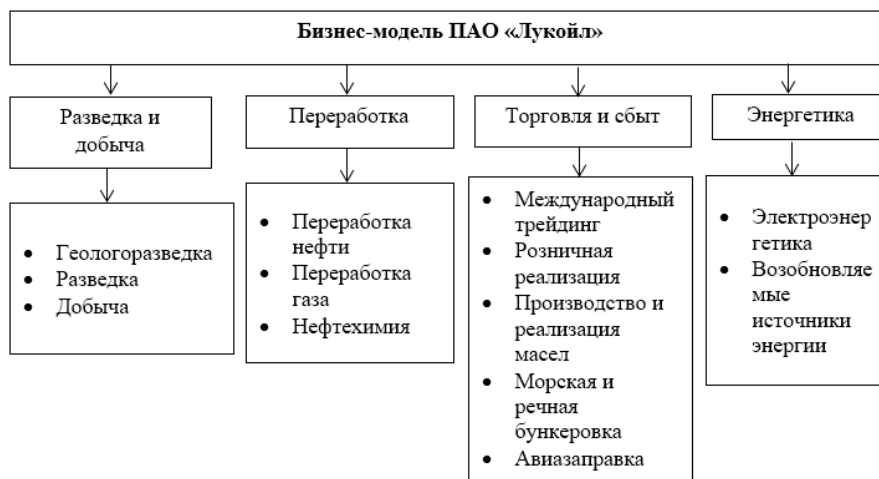 Бизнес-модель ПАО «Лукойл»
Разведка и
добыча
Переработка
Торговля и сбыт
Энергетика
• Геологоразведка
• Разведка
• Добыча
• Переработка
нефти
• Переработка
газа
• Нефтехимия
• Международный
трейдинг
• Розничная
реализация
• Производство и
реализация
масел
• Морская и
речная
бункеровка
• Авиазаправка
• Электроэнер
гетика
• Возобновляе
мые
источники
энергии